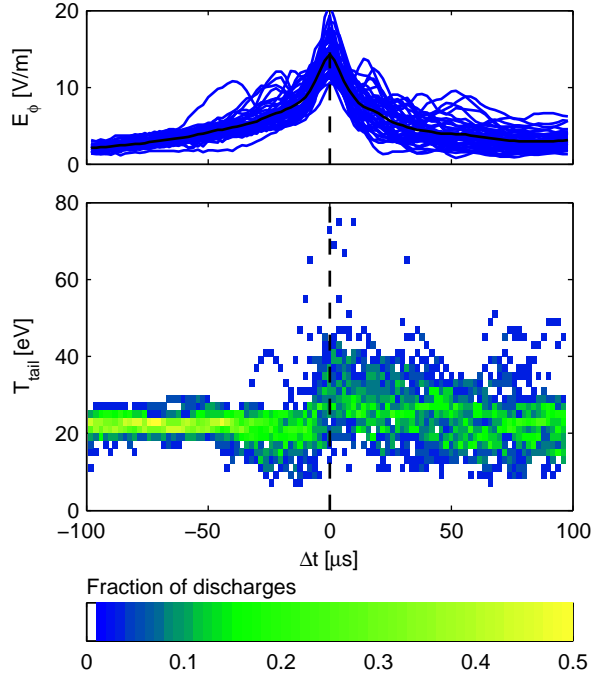 20
10
0
E_ϕ [V/m]
80
60
40
20
0
T_tail [eV]
−100 −50 0 50 100
Δt [μs]
Fraction of discharges
0 0.1 0.2 0.3 0.4 0.5